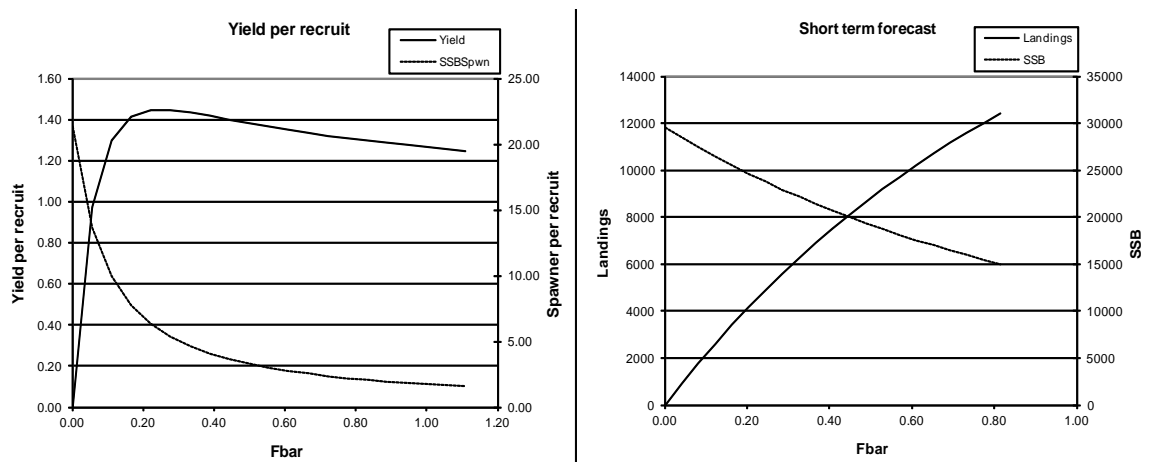 Yield per recruit
Yield
SSBSpwn
1.60
1.40
1.20
1.00
0.80
0.60
0.40
0.20
0.00
Yield per recruit
25.00
20.00
15.00
10.00
5.00
0.00
Spawner per recruit
0.00 0.20 0.40 0.60 0.80 1.00 1.20
Fbar
Short term forecast
Landings
SSB
14000
12000
10000
8000
6000
4000
2000
0
Landings
35000
30000
25000
20000
15000
10000
5000
0
SSB
0.00 0.20 0.40 0.60 0.80 1.00
Fbar